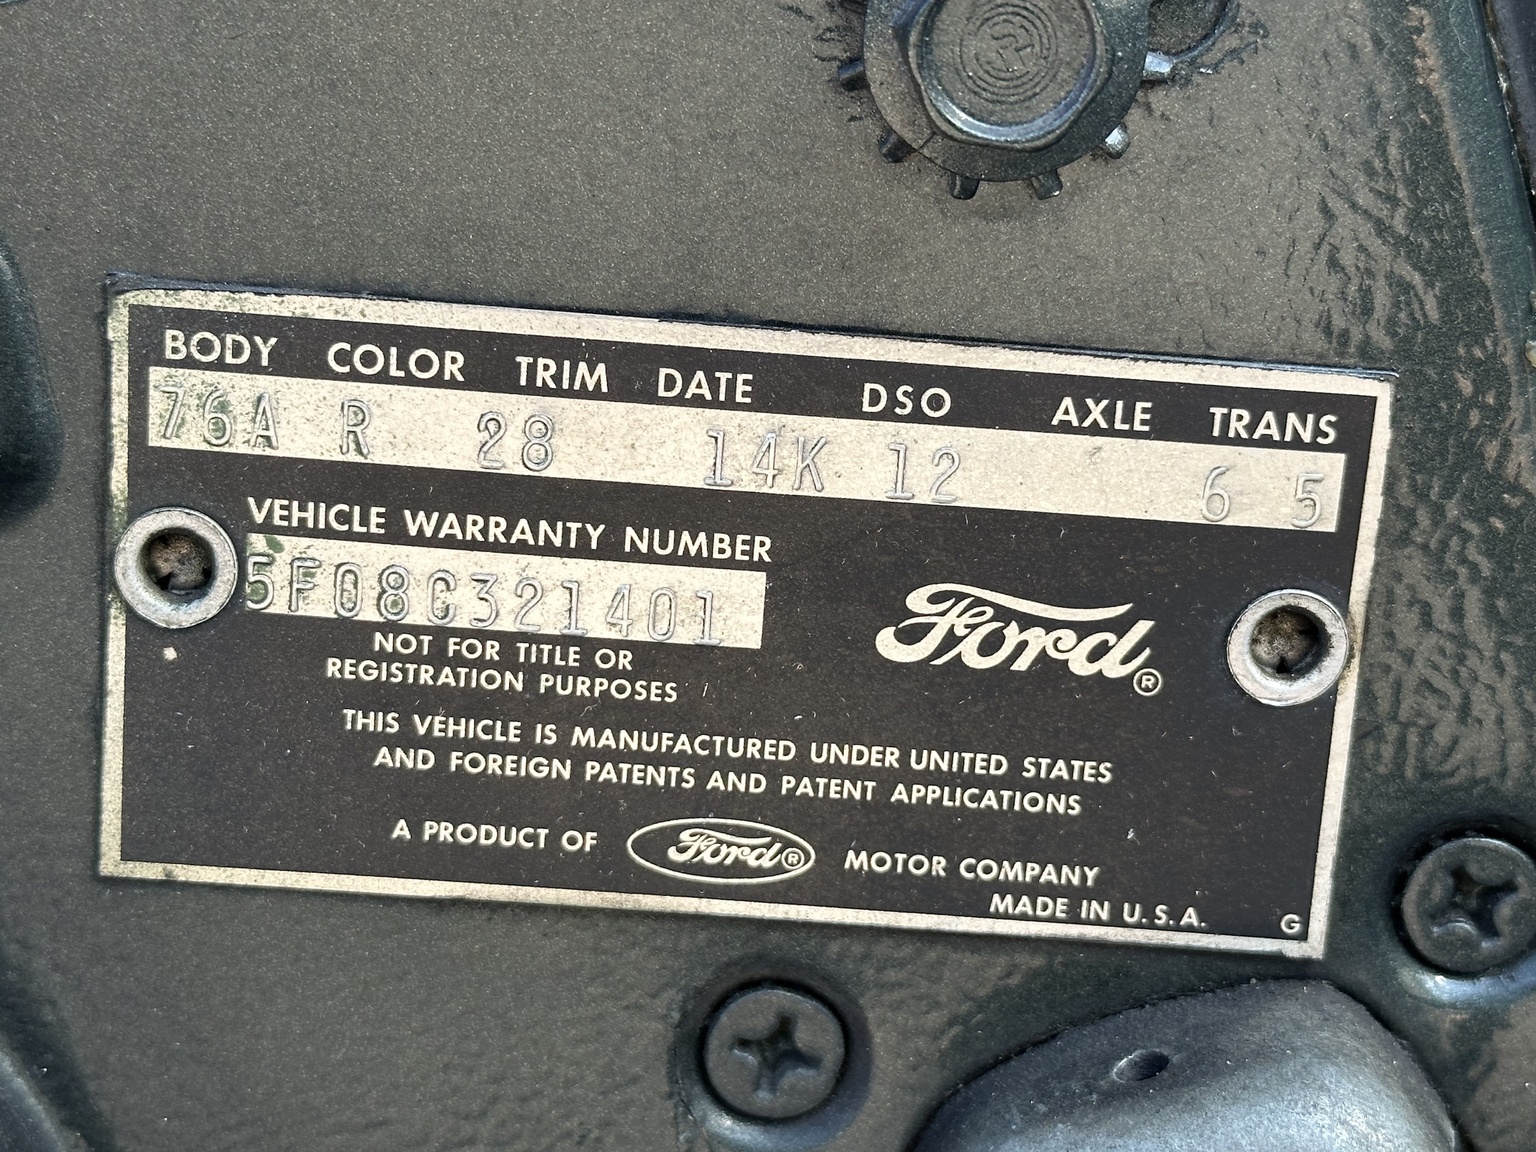 BODY COLOR TRIM DATE DSO AXLE TRANS
76A R 28 14K 12 6 5
VEHICLE WARRANTY NUMBER
5F08C321401
NOT FOR TITLE OR
REGISTRATION PURPOSES
Ford®
THIS VEHICLE IS MANUFACTURED UNDER UNITED STATES
AND FOREIGN PATENTS AND PATENT APPLICATIONS
A PRODUCT OF Ford® MOTOR COMPANY
MADE IN U.S.A. G